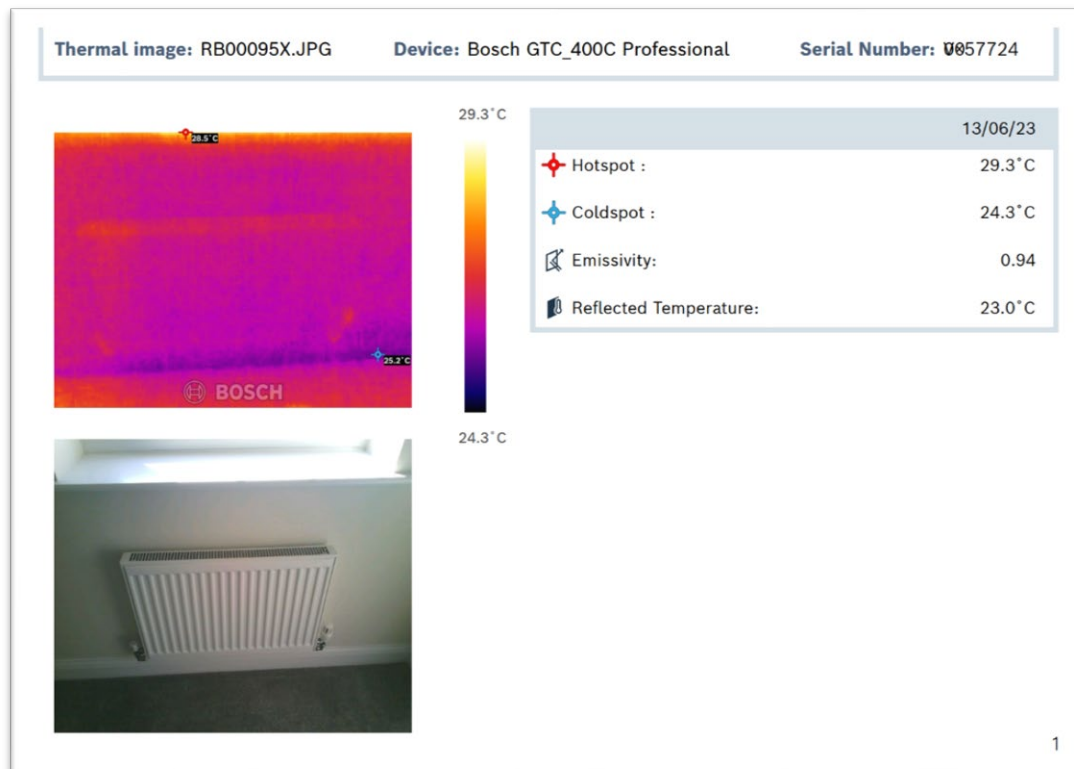 Thermal image: RB00095X.JPG Device: Bosch GTC_400C Professional Serial Number:
29.3°C
28.5°C
13/06/23
Hotspot : 29.3°C
Coldspot : 24.3°C
Emissivity: 0.94
Reflected Temperature: 23.0°C
25.2°C
BOSCH
24.3°C
1